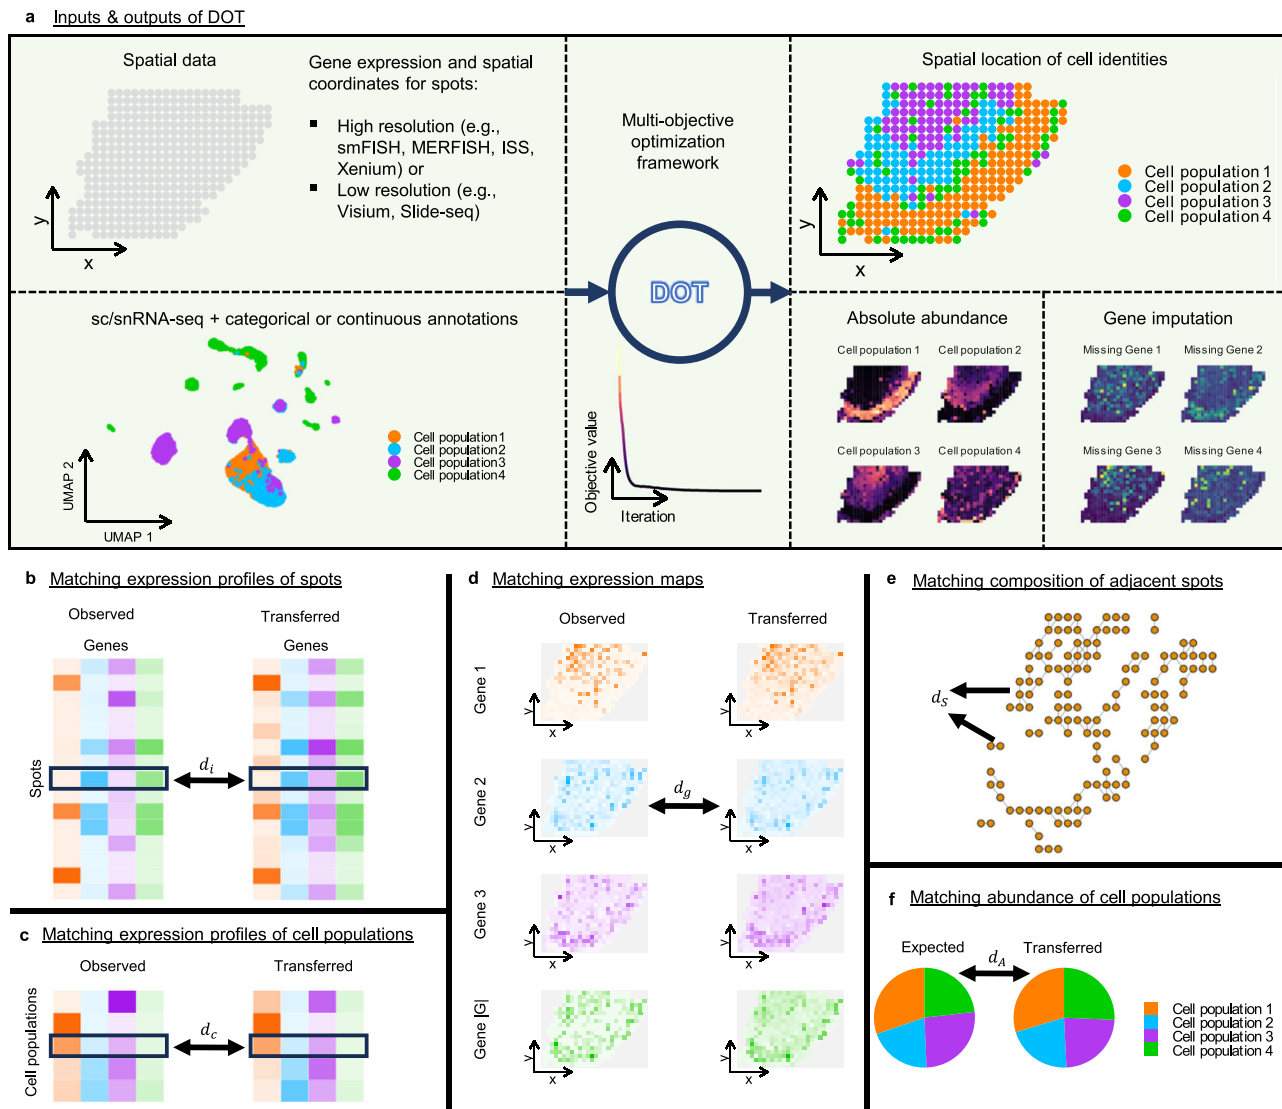 a Inputs & outputs of DOT
Spatial data
Gene expression and spatial
coordinates for spots:
▪ High resolution (e.g.,
smFISH, MERFISH, ISS,
Xenium) or
▪ Low resolution (e.g.,
Visium, Slide-seq)
y
x
Multi-objective
optimization
framework
DOT
Spatial location of cell identities
Cell population 1
Cell population 2
Cell population 3
Cell population 4
y
x
sc/snRNA-seq + categorical or continuous annotations
Cell population 1
Cell population 2
Cell population 3
Cell population 4
UMAP 2
UMAP 1
Objective value
Iteration
Absolute abundance
Cell population 1
Cell population 2
Cell population 3
Cell population 4
Gene imputation
Missing Gene 1
Missing Gene 2
Missing Gene 3
Missing Gene 4
b Matching expression profiles of spots
Observed
Transferred
Genes
Genes
Spots
d_i
c Matching expression profiles of cell populations
Observed
Transferred
Cell populations
d_c
d Matching expression maps
Observed
Transferred
Gene 1
y
x
y
x
Gene 2
d_g
y
x
y
x
Gene 3
y
x
y
x
Gene |G|
y
x
y
x
e Matching composition of adjacent spots
d_S
f Matching abundance of cell populations
Expected
Transferred
d_A
Cell population 1
Cell population 2
Cell population 3
Cell population 4